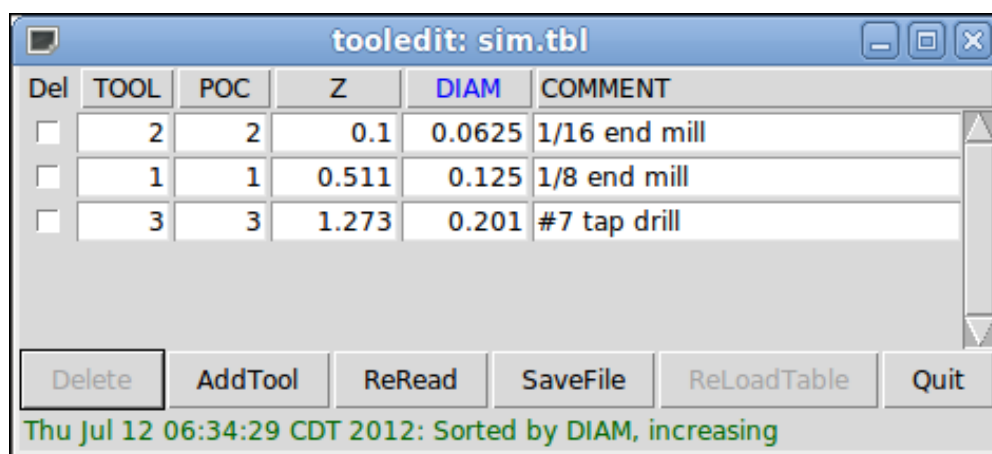 tooledit: sim.tbl
Del TOOL POC Z DIAM COMMENT
2 2 0.1 0.0625 1/16 end mill
1 1 0.511 0.125 1/8 end mill
3 3 1.273 0.201 #7 tap drill
Delete AddTool ReRead SaveFile ReLoadTable Quit
Thu Jul 12 06:34:29 CDT 2012: Sorted by DIAM, increasing